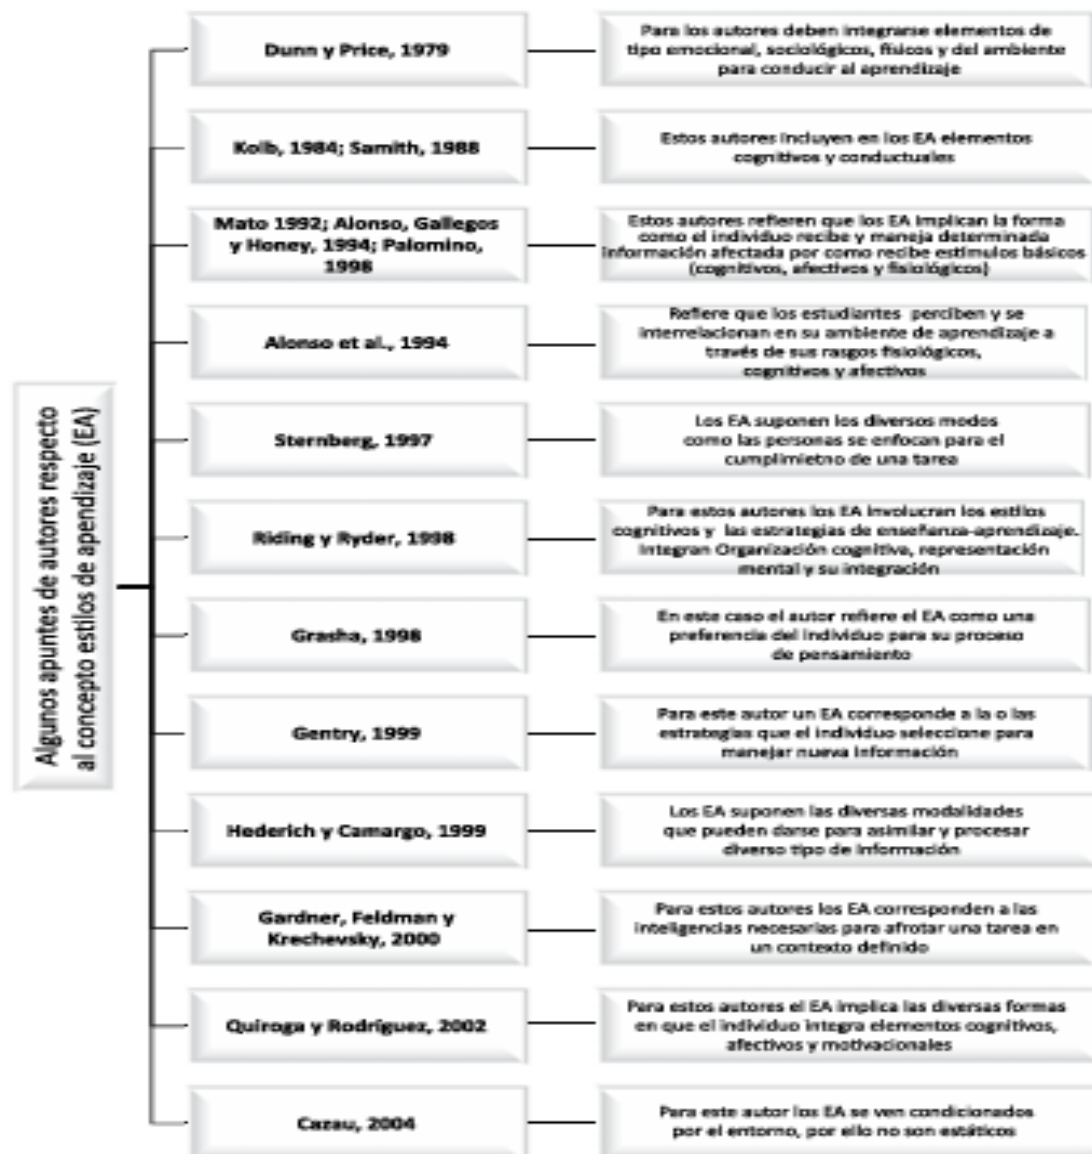 Algunos apuntes de autores respecto
al concepto estilos de apendizaje (EA)
Dunn y Price, 1979
Para los autores deben integrarse elementos de
tipo emocional, sociológicos, físicos y del ambiente
para conducir al aprendizaje
Kolb, 1984; Samith, 1988
Estos autores incluyen en los EA elementos
cognitivos y conductuales
Mato 1992; Alonso, Gallegos
y Honey, 1994; Palomino,
1998
Estos autores refieren que los EA implican la forma
como el individuo recibe y maneja determinada
información afectada por como recibe estímulos básicos
(cognitivos, afectivos y fisiológicos)
Alonso et al., 1994
Refiere que los estudiantes perciben y se
interrelacionan en su ambiente de aprendizaje a
través de sus rasgos fisiológicos,
cognitivos y afectivos
Sternberg, 1997
Los EA suponen los diversos modos
como las personas se enfocan para el
cumplimietno de una tarea
Riding y Ryder, 1998
Para estos autores los EA involucran los estilos
cognitivos y las estrategias de enseñanza-aprendizaje.
Integran Organización cognitiva, representación
mental y su integración
Grasha, 1998
En este caso el autor refiere el EA como una
preferencia del individuo para su proceso
de pensamiento
Gentry, 1999
Para este autor un EA corresponde a la o las
estrategias que el individuo seleccione para
manejar nueva información
Hederich y Camargo, 1999
Los EA suponen las diversas modalidades
que pueden darse para asimilar y procesar
diverso tipo de información
Gardner, Feldman y
Krechevsky, 2000
Para estos autores los EA corresponden a las
inteligencias necesarias para afrotar una tarea en
un contexto definido
Quiroga y Rodríguez, 2002
Para estos autores el EA implica las diversas formas
en que el individuo integra elementos cognitivos,
afectivos y motivacionales
Cazau, 2004
Para este autor los EA se ven condicionados
por el entorno, por ello no son estáticos